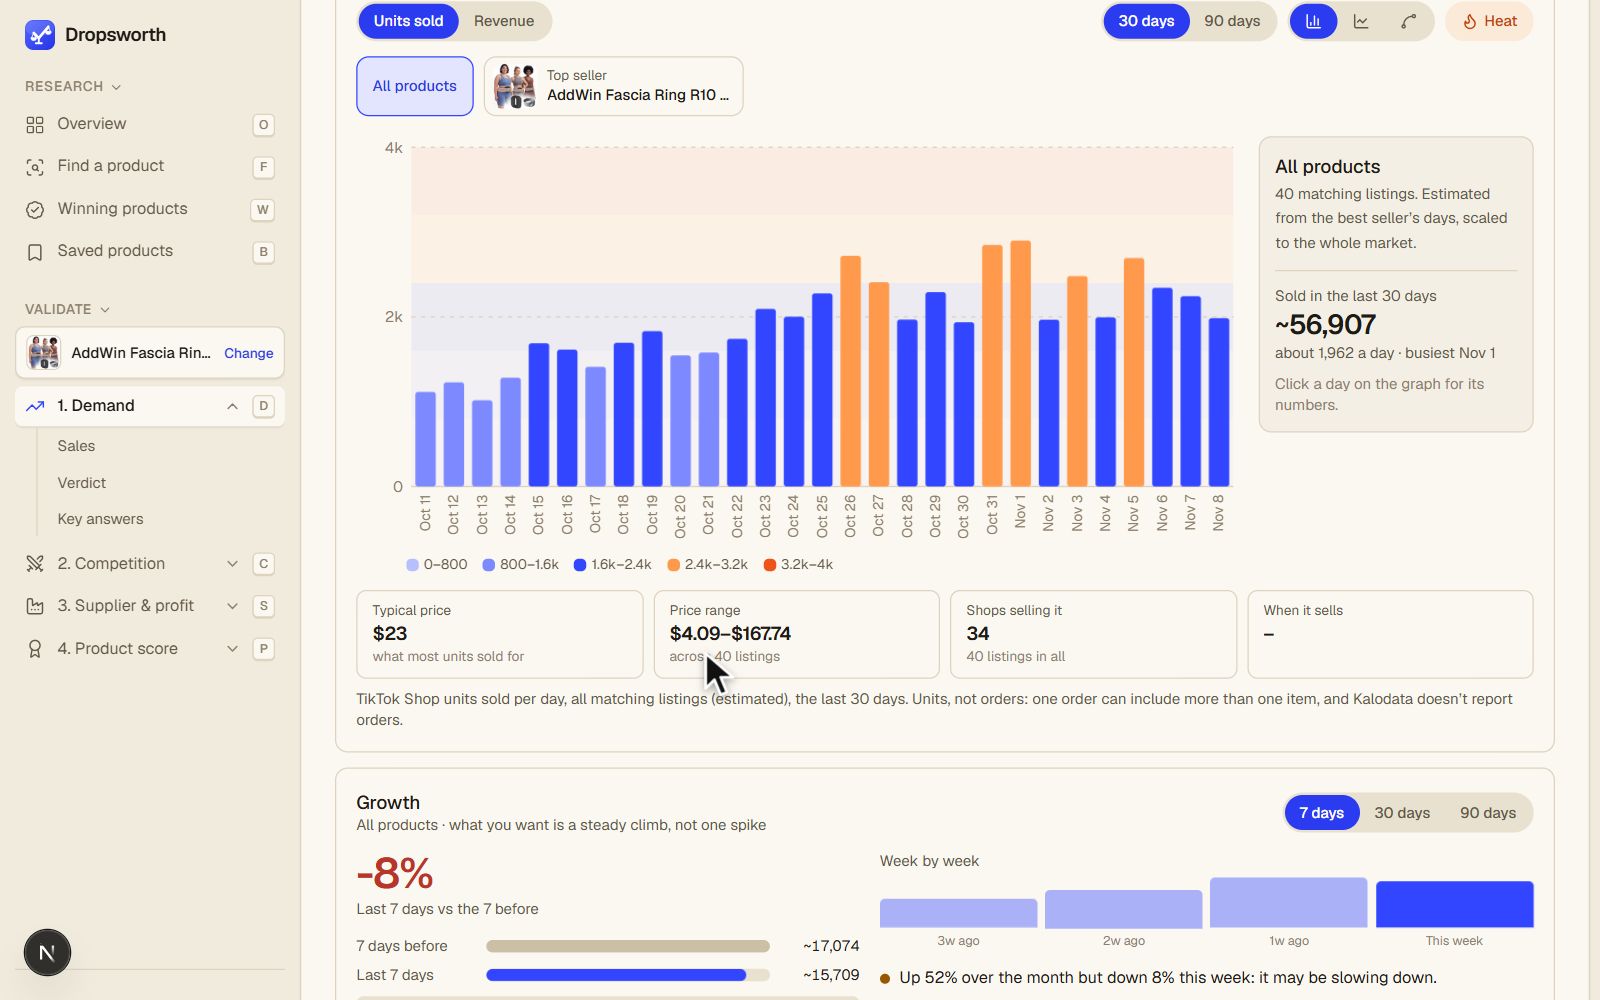 Dropsworth
RESEARCH
Overview O
Find a product F
Winning products W
Saved products B
VALIDATE
AddWin Fascia Rin... Change
1. Demand D
Sales
Verdict
Key answers
2. Competition C
3. Supplier & profit S
4. Product score P
N
Units sold Revenue
30 days 90 days Heat
All products
Top seller
AddWin Fascia Ring R10 ...
4k
2k
0
Oct 11 Oct 12 Oct 13 Oct 14 Oct 15 Oct 16 Oct 17 Oct 18 Oct 19 Oct 20 Oct 21 Oct 22 Oct 23 Oct 24 Oct 25 Oct 26 Oct 27 Oct 28 Oct 29 Oct 30 Oct 31 Nov 1 Nov 2 Nov 3 Nov 4 Nov 5 Nov 6 Nov 7 Nov 8
0–800 800–1.6k 1.6k–2.4k 2.4k–3.2k 3.2k–4k
All products
40 matching listings. Estimated
from the best seller's days, scaled
to the whole market.
Sold in the last 30 days
~56,907
about 1,962 a day · busiest Nov 1
Click a day on the graph for its
numbers.
Typical price
$23
what most units sold for
Price range
$4.09–$167.74
40 listings
Shops selling it
34
40 listings in all
When it sells
–
TikTok Shop units sold per day, all matching listings (estimated), the last 30 days. Units, not orders: one order can include more than one item, and Kalodata doesn't report
orders.
Growth
All products · what you want is a steady climb, not one spike
7 days 30 days 90 days
-8%
Last 7 days vs the 7 before
7 days before ~17,074
Last 7 days ~15,709
Week by week
3w ago 2w ago 1w ago This week
Up 52% over the month but down 8% this week: it may be slowing down.